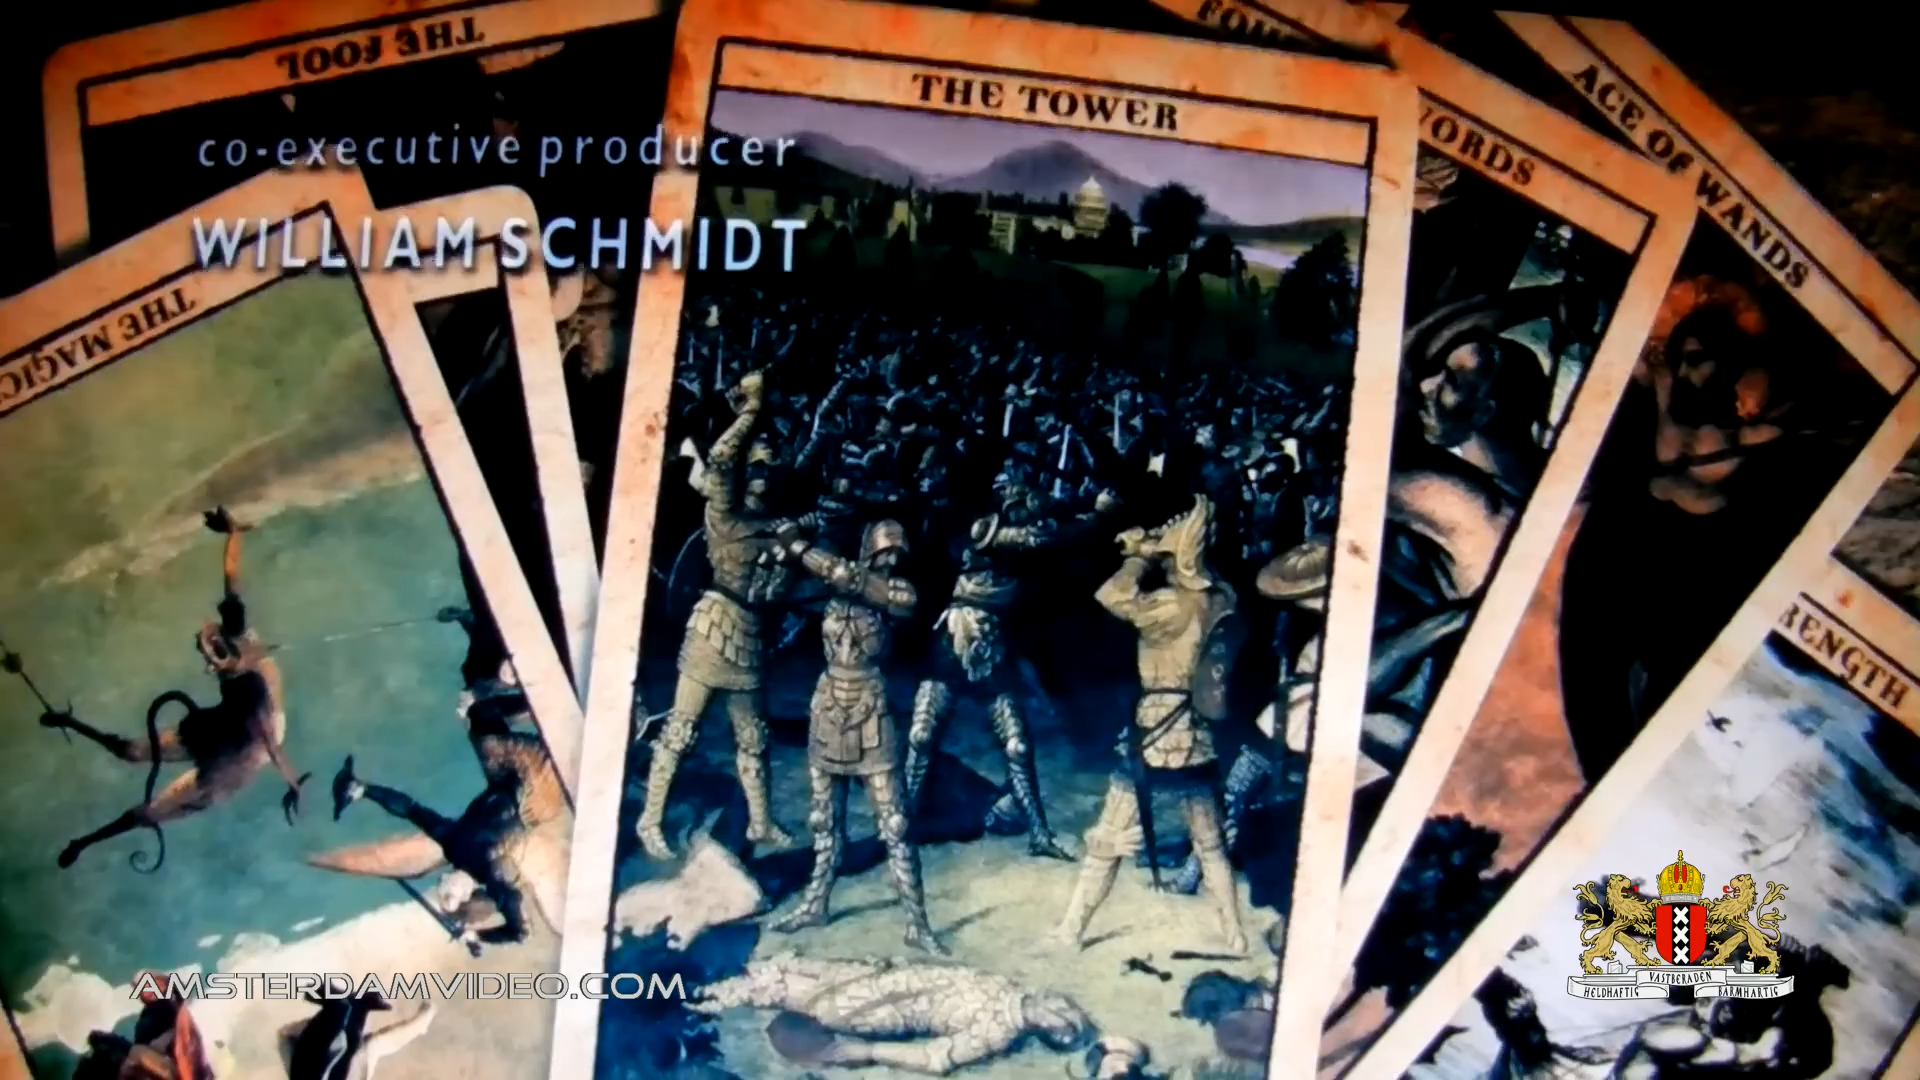 THE FOOL
THE TOWER
FOU
ORDS
ACE OF WANDS
co-executive producer
WILLIAM SCHMIDT
THE MAGIC
RENGTH
AMSTERDAMVIDEO.COM
VASTBERADEN
HELDHAFTIG
BARMHARTIG